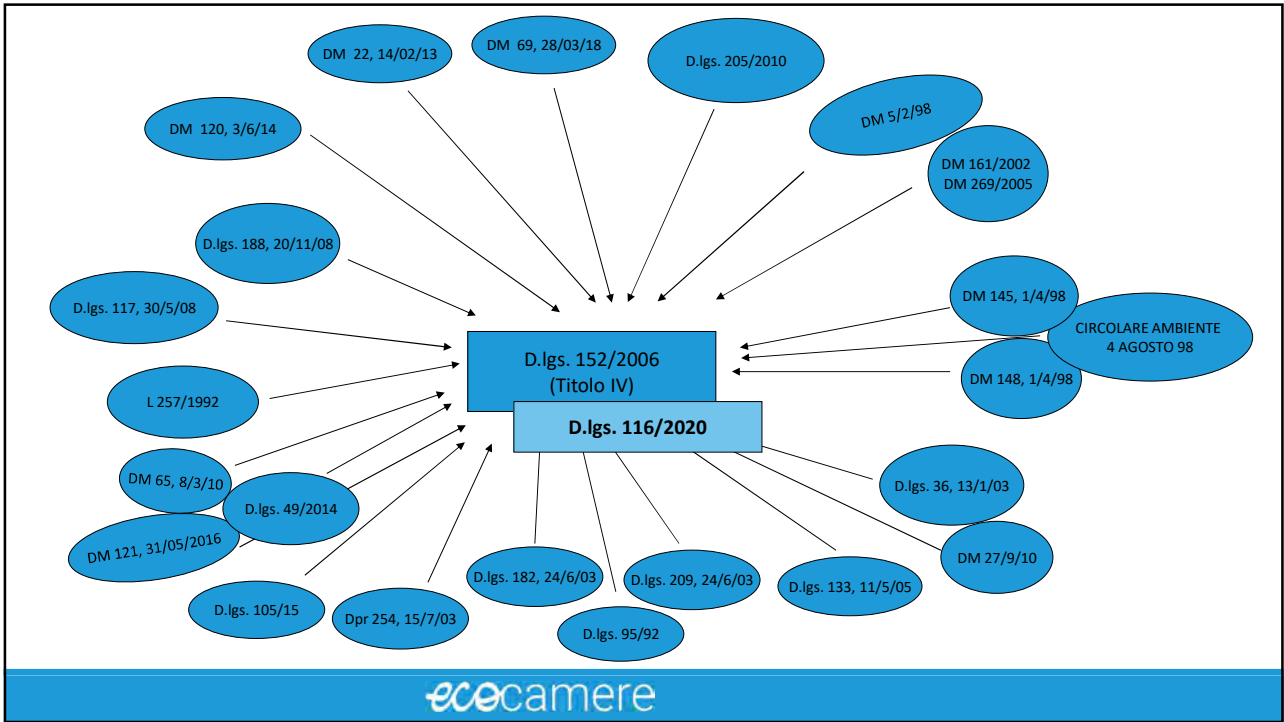 DM 22, 14/02/13
DM 69, 28/03/18
D.lgs. 205/2010
DM 5/2/98
DM 120, 3/6/14
DM 161/2002
DM 269/2005
D.lgs. 188, 20/11/08
D.lgs. 117, 30/5/08
DM 145, 1/4/98
CIRCOLARE AMBIENTE
4 AGOSTO 98
DM 148, 1/4/98
D.lgs. 152/2006
(Titolo IV)
D.lgs. 116/2020
L 257/1992
DM 65, 8/3/10
D.lgs. 49/2014
DM 121, 31/05/2016
D.lgs. 105/15
Dpr 254, 15/7/03
D.lgs. 182, 24/6/03
D.lgs. 95/92
D.lgs. 209, 24/6/03
D.lgs. 133, 11/5/05
D.lgs. 36, 13/1/03
DM 27/9/10
ecocamere